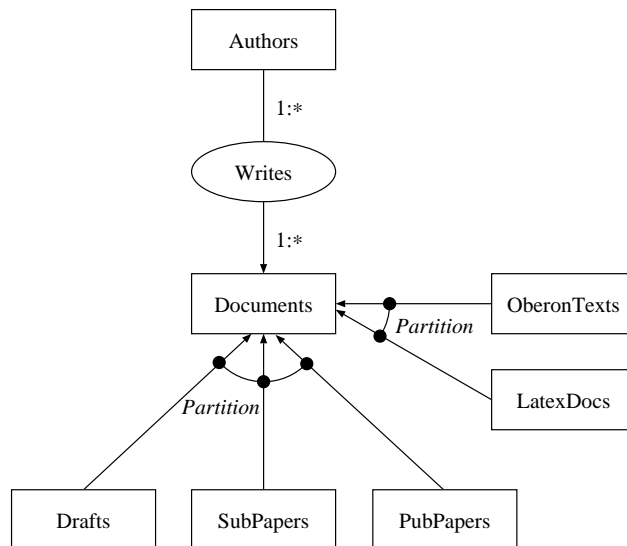 Authors
1:*
Writes
1:*
Documents
OberonTexts
Partition
LatexDocs
Partition
Drafts
SubPapers
PubPapers